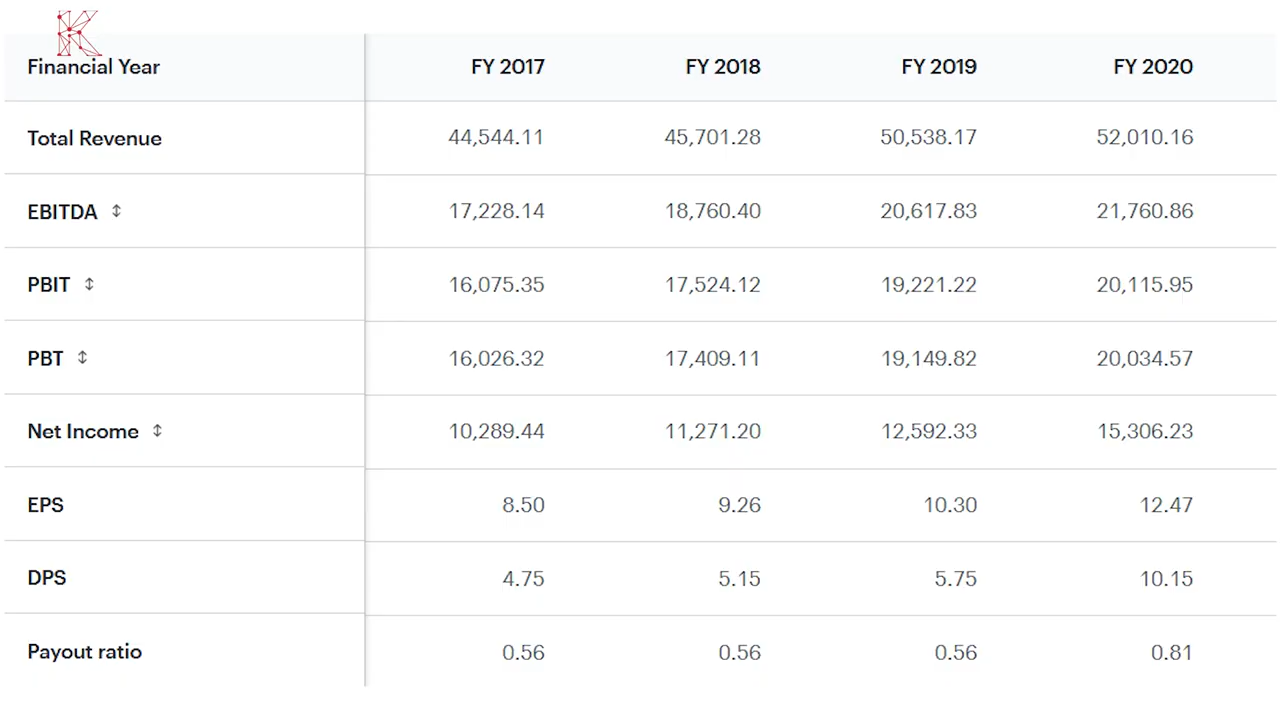 K
Financial Year FY 2017 FY 2018 FY 2019 FY 2020
Total Revenue 44,544.11 45,701.28 50,538.17 52,010.16
EBITDA 17,228.14 18,760.40 20,617.83 21,760.86
PBIT 16,075.35 17,524.12 19,221.22 20,115.95
PBT 16,026.32 17,409.11 19,149.82 20,034.57
Net Income 10,289.44 11,271.20 12,592.33 15,306.23
EPS 8.50 9.26 10.30 12.47
DPS 4.75 5.15 5.75 10.15
Payout ratio 0.56 0.56 0.56 0.81